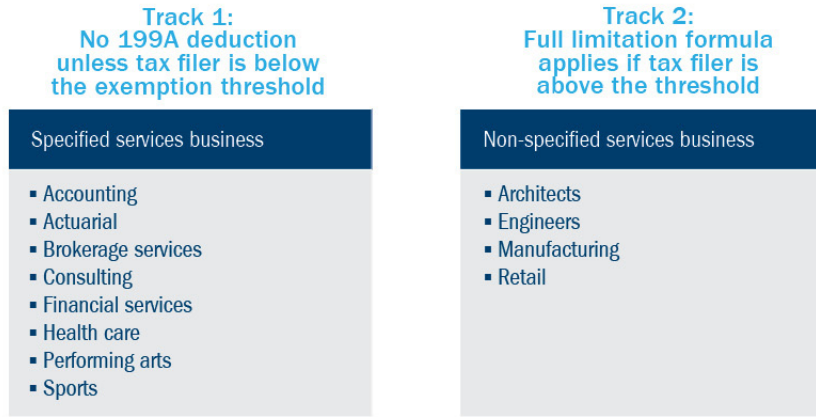 Track 1:
No 199A deduction
unless tax filer is below
the exemption threshold
Specified services business
▪ Accounting
▪ Actuarial
▪ Brokerage services
▪ Consulting
▪ Financial services
▪ Health care
▪ Performing arts
▪ Sports
Track 2:
Full limitation formula
applies if tax filer is
above the threshold
Non-specified services business
▪ Architects
▪ Engineers
▪ Manufacturing
▪ Retail